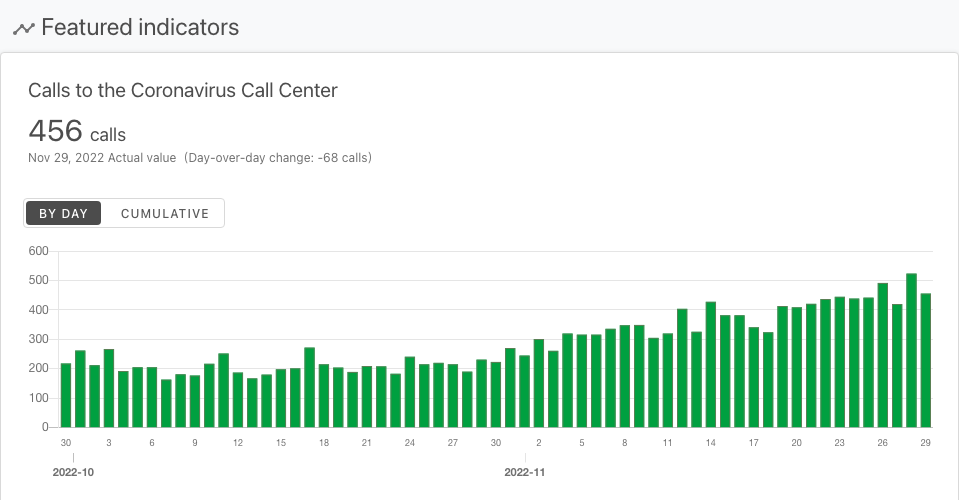 Featured indicators
Calls to the Coronavirus Call Center
456 calls
Nov 29, 2022 Actual value (Day-over-day change: -68 calls)
BY DAY CUMULATIVE
600
500
400
300
200
100
0
30 3 6 9 12 15 18 21 24 27 30 2 5 8 11 14 17 20 23 26 29
2022-10 2022-11